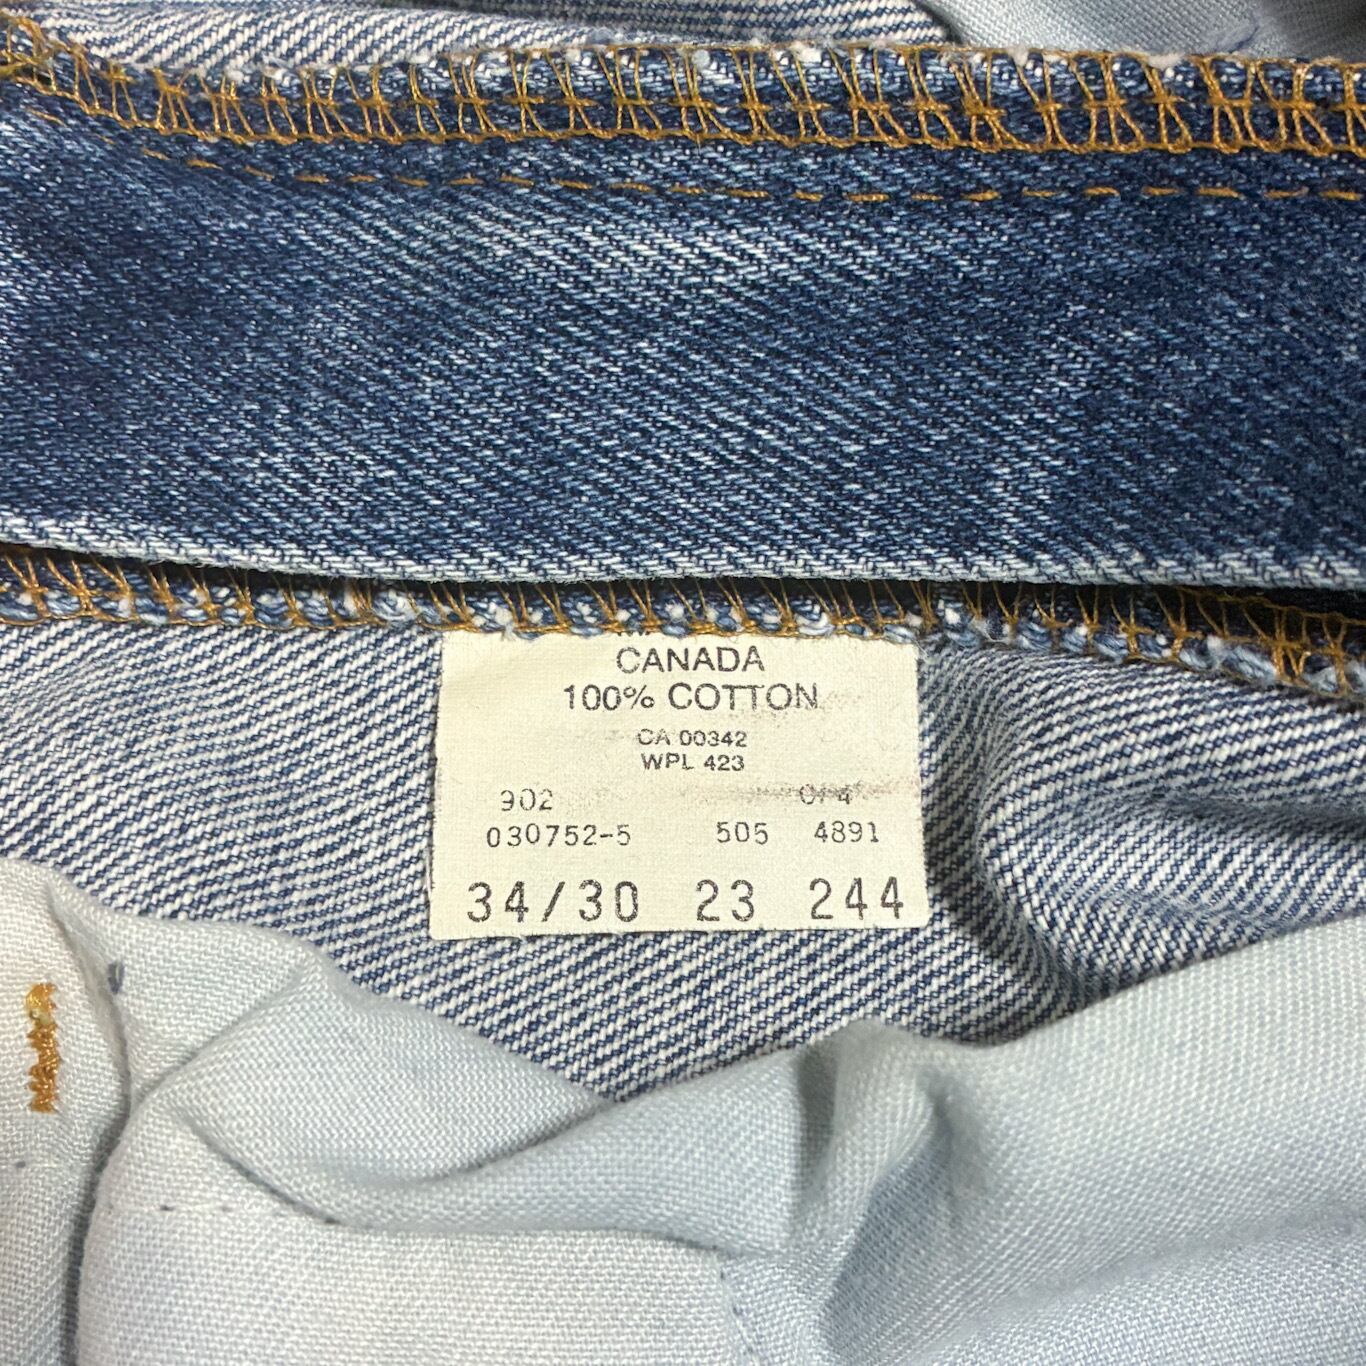 CANADA
100% COTTON
CA 00342
WPL 423
902
030752-5 505 4891
34/30 23 244